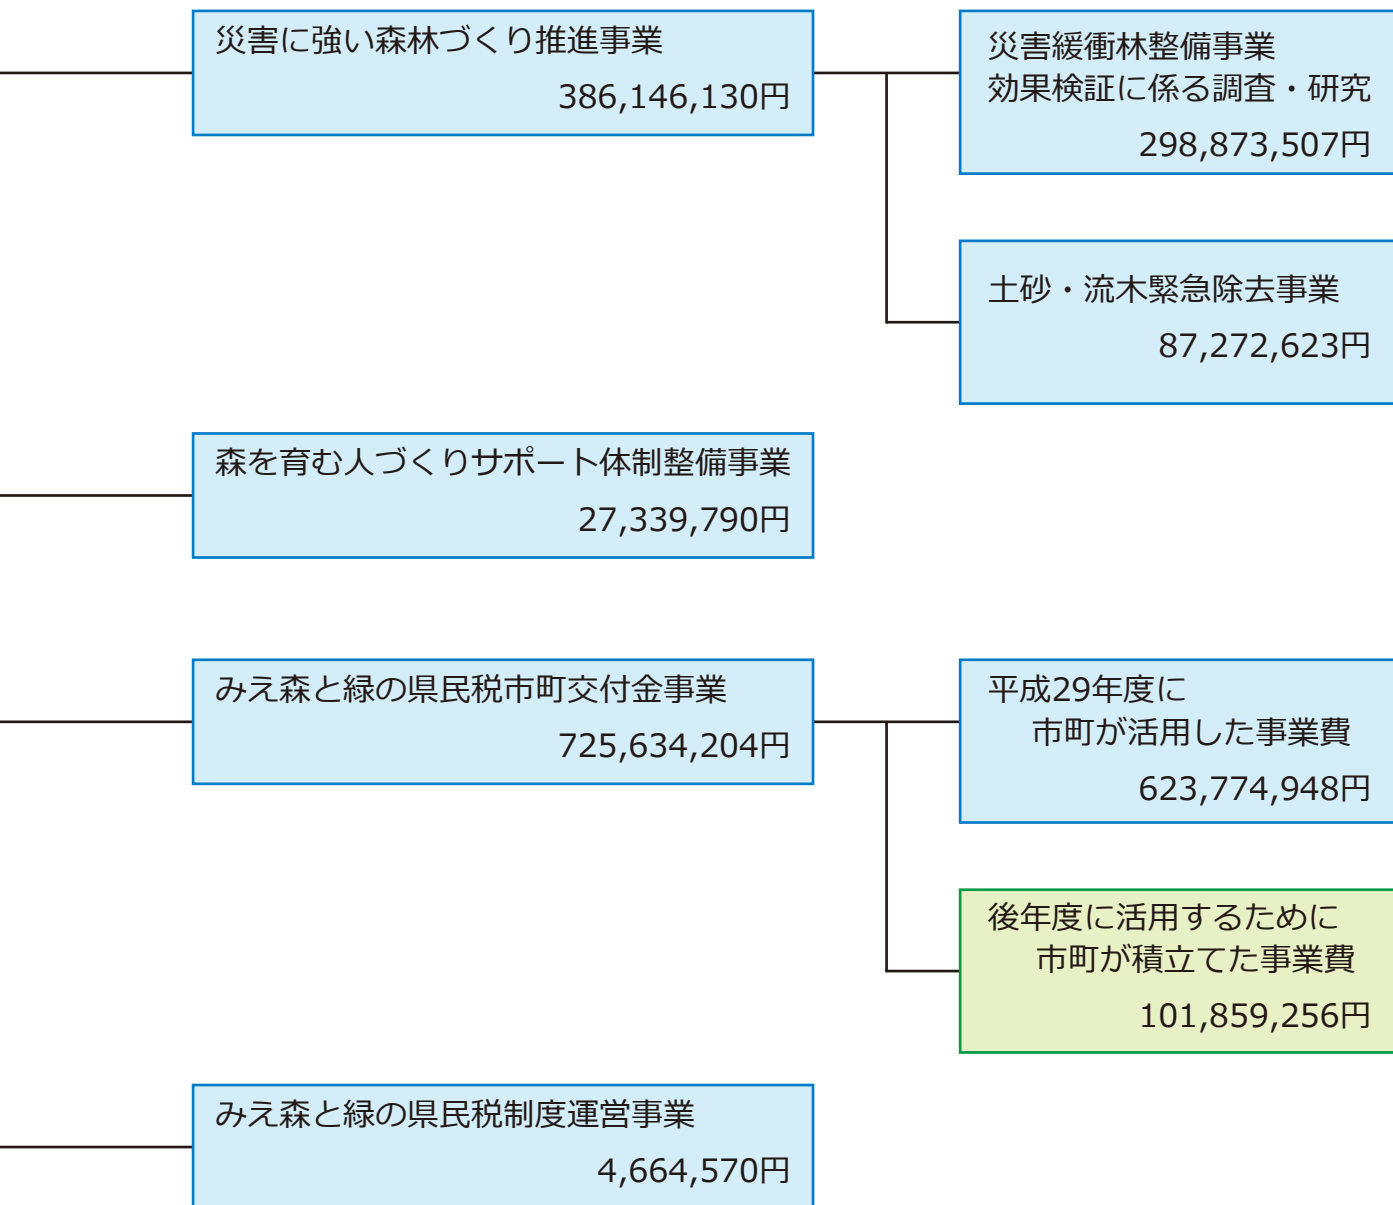 災害に強い森林づくり推進事業
386,146,130円
災害緩衝林整備事業
効果検証に係る調査・研究
298,873,507円
土砂・流木緊急除去事業
87,272,623円
森を育む人づくりサポート体制整備事業
27,339,790円
みえ森と緑の県民税市町交付金事業
725,634,204円
平成29年度に
市町が活用した事業費
623,774,948円
後年度に活用するために
市町が積立てた事業費
101,859,256円
みえ森と緑の県民税制度運営事業
4,664,570円